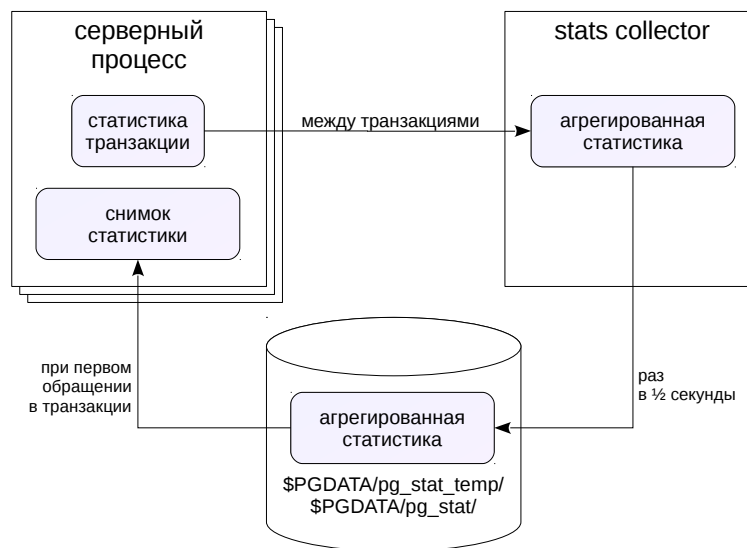 серверный
процесс
stats collector
статистика
транзакции
между транзакциями
агрегированная
статистика
снимок
статистики
при первом
обращении
в транзакции
раз
в ½ секунды
агрегированная
статистика
$PGDATA/pg_stat_temp/
$PGDATA/pg_stat/